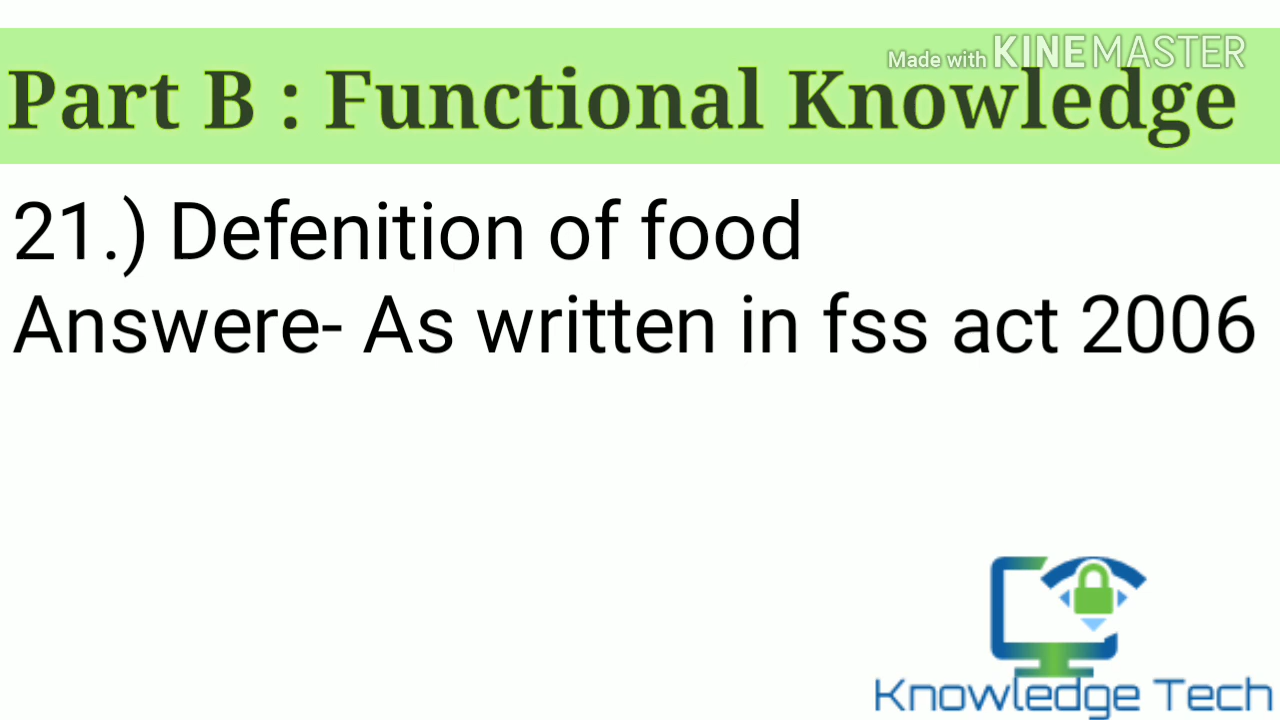 Made with KINEMASTER
Part B : Functional Knowledge
21.) Defenition of food
Answere- As written in fss act 2006
Knowledge Tech